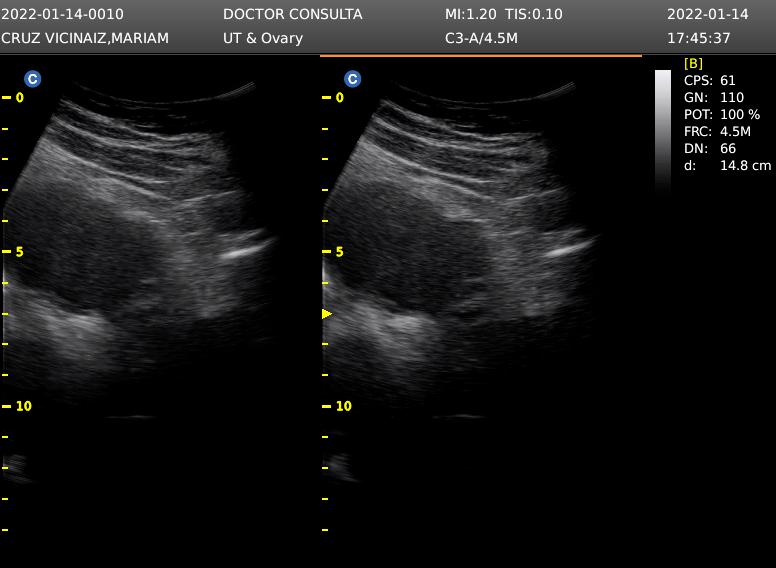 2022-01-14-0010 DOCTOR CONSULTA MI:1.20 TIS:0.10 2022-01-14
CRUZ VICINAIZ,MARIAM UT & Ovary C3-A/4.5M 17:45:37
C C
[B]
CPS: 61
GN: 110
POT: 100 %
FRC: 4.5M
DN: 66
d: 14.8 cm
0 0
5 5
10 10